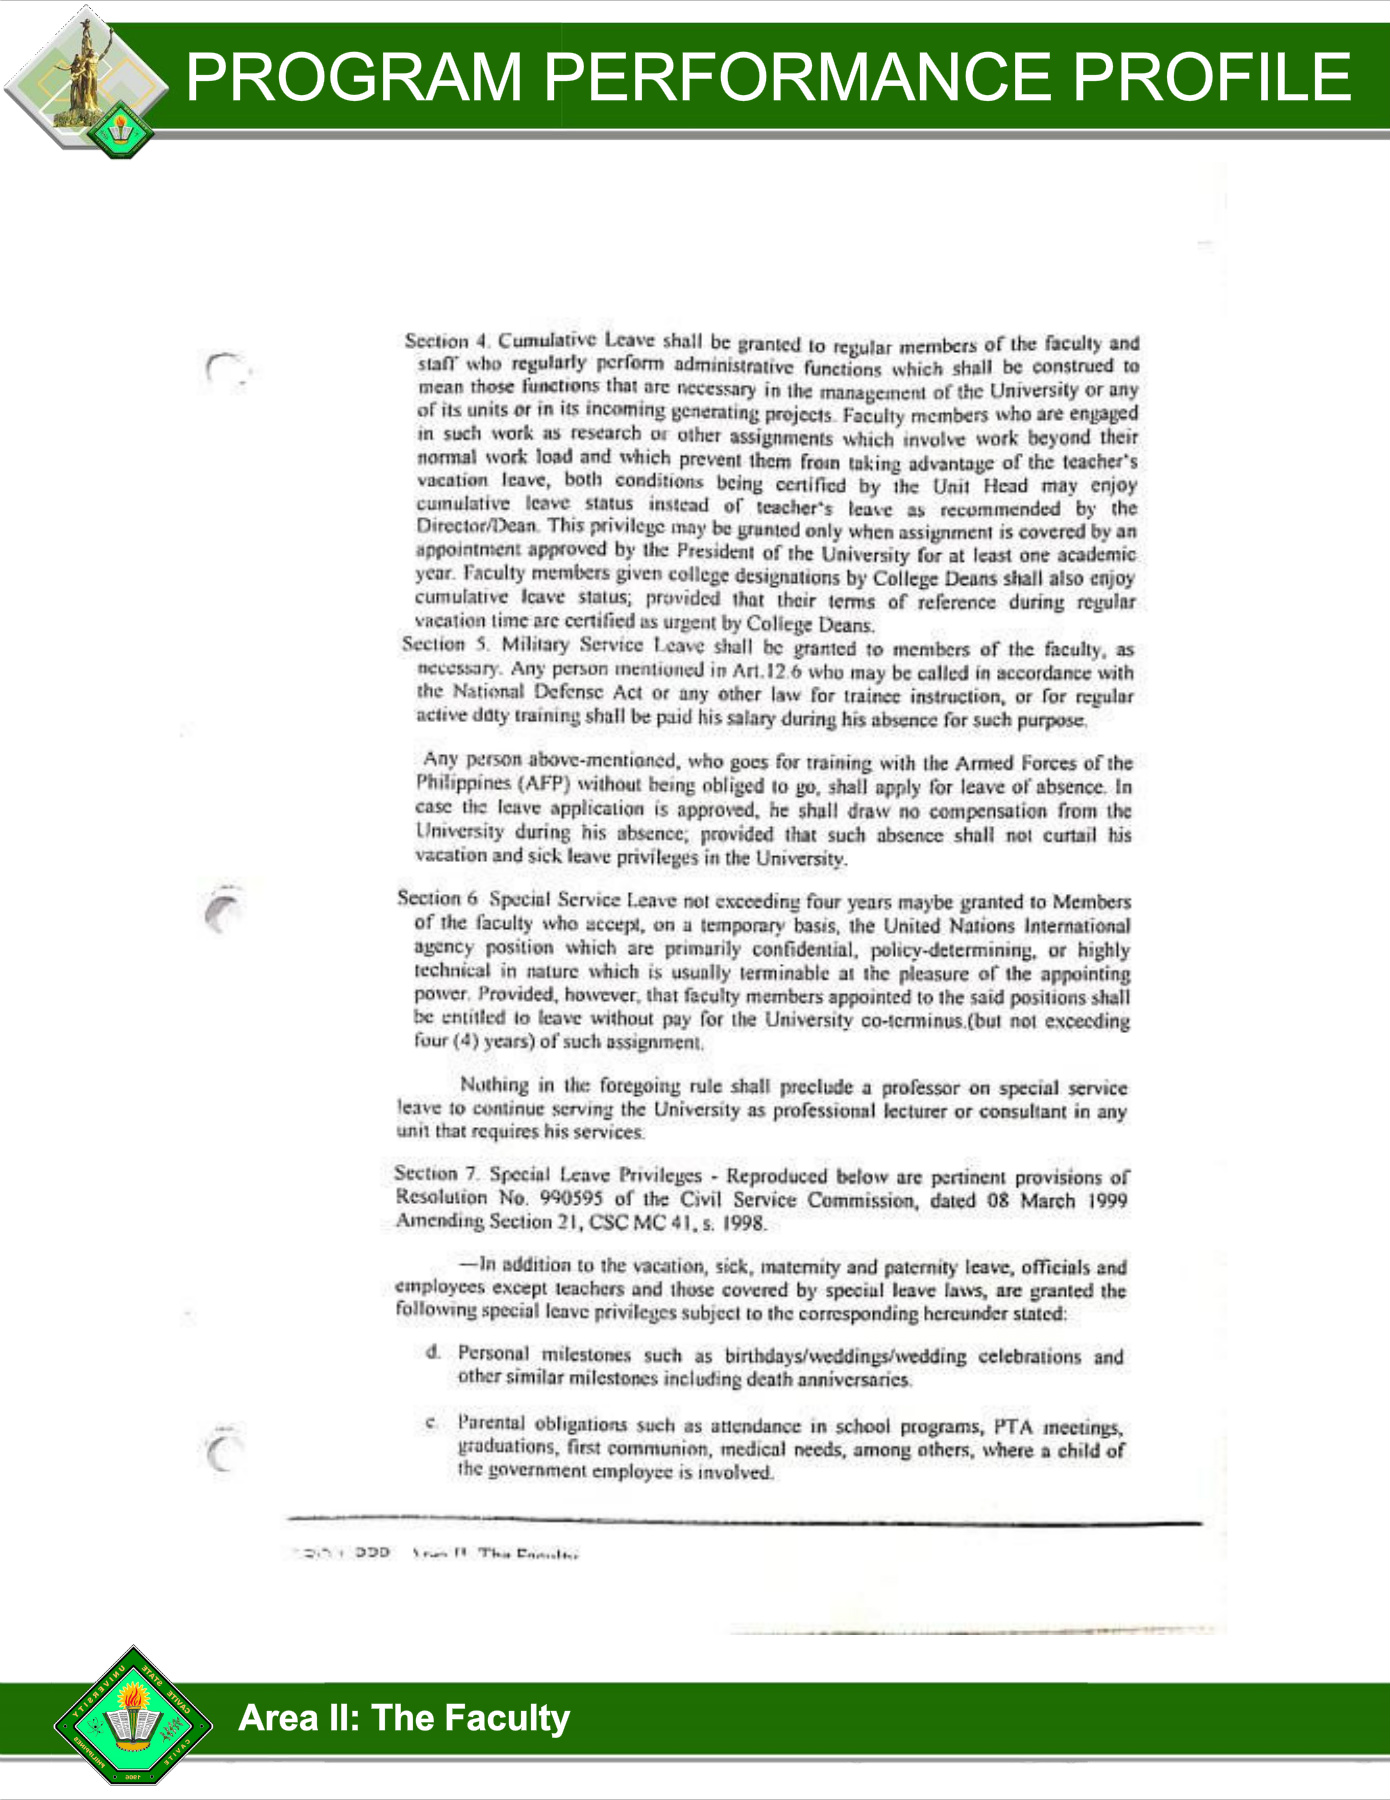 PROGRAM PERFORMANCE PROFILE
Section 4. Cumulative Leave shall be granted to regular members of the faculty and
staff who regularly perform administrative functions which shall be construed to
mean those functions that are necessary in the management of the University or any
of its units or in its incoming generating projects. Faculty members who are engaged
in such work as research or other assignments which involve work beyond their
normal work load and which prevent them from taking advantage of the teacher's
vacation leave, both conditions being certified by the Unit Head may enjoy
cumulative leave status instead of teacher's leave as recommended by the
Director/Dean. This privilege may be granted only when assignment is covered by an
appointment approved by the President of the University for at least one academic
year. Faculty members given college designations by College Deans shall also enjoy
cumulative leave status; provided that their terms of reference during regular
vacation time are certified as urgent by College Deans.
Section 5. Military Service Leave shall be granted to members of the faculty, as
necessary. Any person mentioned in Art.12.6 who may be called in accordance with
the National Defense Act or any other law for trainee instruction, or for regular
active duty training shall be paid his salary during his absence for such purpose.
Any person above-mentioned, who goes for training with the Armed Forces of the
Philippines (AFP) without being obliged to go, shall apply for leave of absence. In
case the leave application is approved, he shall draw no compensation from the
University during his absence; provided that such absence shall not curtail his
vacation and sick leave privileges in the University.
Section 6 Special Service Leave not exceeding four years maybe granted to Members
of the faculty who accept, on a temporary basis, the United Nations International
agency position which are primarily confidential, policy-determining, or highly
technical in nature which is usually terminable at the pleasure of the appointing
power. Provided, however, that faculty members appointed to the said positions shall
be entitled to leave without pay for the University co-terminus.(but not exceeding
four (4) years) of such assignment.
Nothing in the foregoing rule shall preclude a professor on special service
leave to continue serving the University as professional lecturer or consultant in any
unit that requires his services.
Section 7. Special Leave Privileges - Reproduced below are pertinent provisions of
Resolution No. 990595 of the Civil Service Commission, dated 08 March 1999
Amending Section 21, CSC MC 41, s. 1998.
—In addition to the vacation, sick, maternity and paternity leave, officials and
employees except teachers and those covered by special leave laws, are granted the
following special leave privileges subject to the corresponding hereunder stated:
d. Personal milestones such as birthdays/weddings/wedding celebrations and
other similar milestones including death anniversaries.
c. Parental obligations such as attendance in school programs, PTA meetings,
graduations, first communion, medical needs, among others, where a child of
the government employee is involved.
Area II: The Faculty
CAVITE STATE UNIVERSITY
CAVITE
PHILIPPINES
1906
Area II: The Faculty